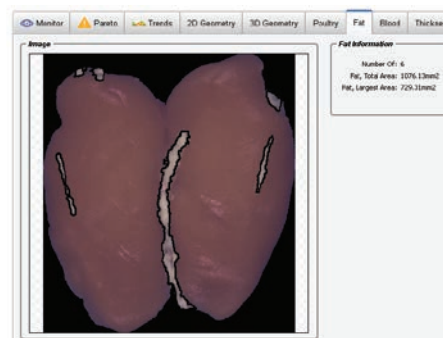 Monitor Pareto Trends 2D Geometry 3D Geometry Poultry Fat Blood
Image
Fat Information
Number Of: 6
Fat, Total Area: 1076.13mm2
Fat, Largest Area: 729.31mm2